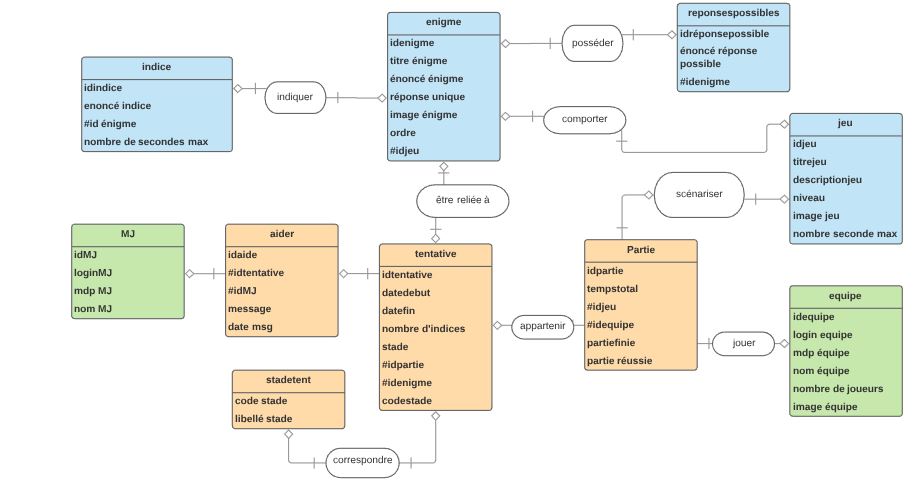 enigme
idenigme
titre énigme
énoncé énigme
réponse unique
image énigme
ordre
#idjeu
posséder
reponsespossibles
idréponsepossible
énoncé réponse
possible
#idenigme
indice
idindice
enoncé indice
#id énigme
nombre de secondes max
indiquer
comporter
jeu
idjeu
titrejeu
descriptionjeu
niveau
image jeu
nombre seconde max
être reliée à
scénariser
MJ
idMJ
loginMJ
mdp MJ
nom MJ
aider
idaide
#idtentative
#idMJ
message
date msg
tentative
idtentative
datedebut
datefin
nombre d'indices
stade
#idpartie
#idenigme
codestade
Partie
idpartie
tempstotal
#idjeu
#idequipe
partiefinie
partie réussie
appartenir
jouer
equipe
idequipe
login equipe
mdp équipe
nom équipe
nombre de joueurs
image équipe
stadetent
code stade
libellé stade
correspondre